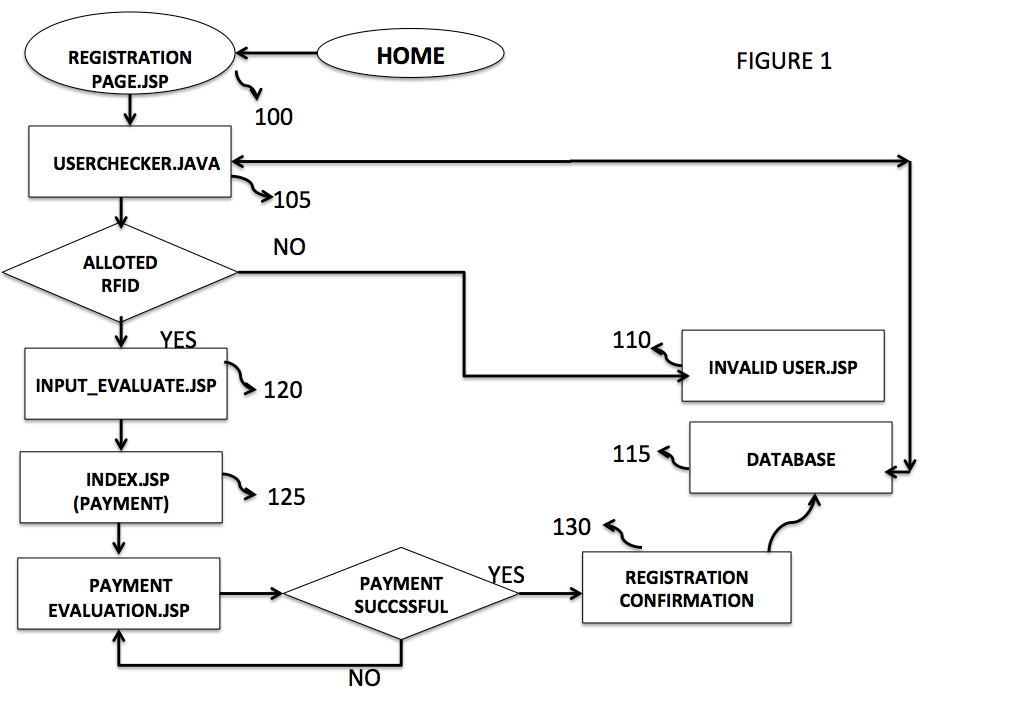 REGISTRATION
PAGE.JSP
HOME
FIGURE 1
100
USERCHECKER.JAVA
105
ALLOTED
RFID
NO
YES
110
INVALID USER.JSP
INPUT_EVALUATE.JSP
120
115
DATABASE
INDEX.JSP
(PAYMENT)
125
130
PAYMENT
EVALUATION.JSP
PAYMENT
SUCCSSFUL
YES
REGISTRATION
CONFIRMATION
NO